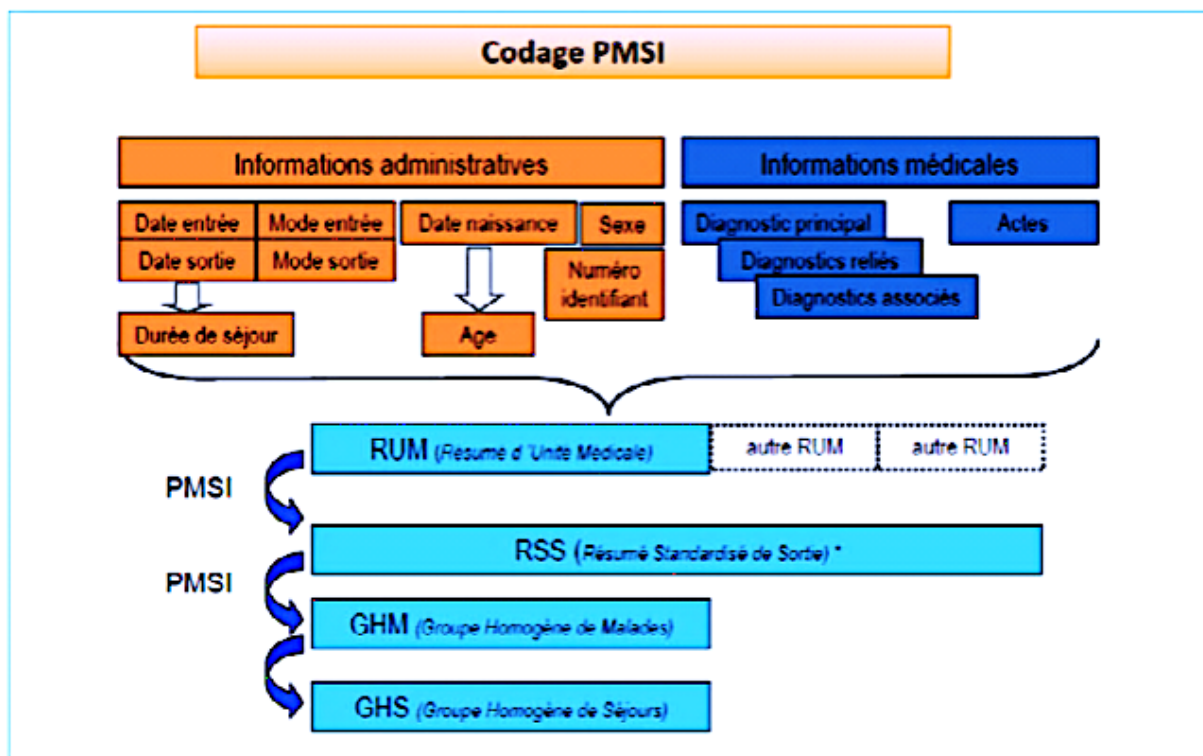 Codage PMSI
Informations administratives
Informations médicales
Date entrée
Mode entrée
Date naissance
Sexe
Diagnostic principal
Actes
Date sortie
Mode sortie
Numéro
identifiant
Diagnostics reliés
Diagnostics associés
Durée de séjour
Age
RUM (Résumé d 'Unité Médicale)
autre RUM
autre RUM
PMSI
RSS (Résumé Standardisé de Sortie) *
PMSI
GHM (Groupe Homogène de Malades)
GHS (Groupe Homogène de Séjours)